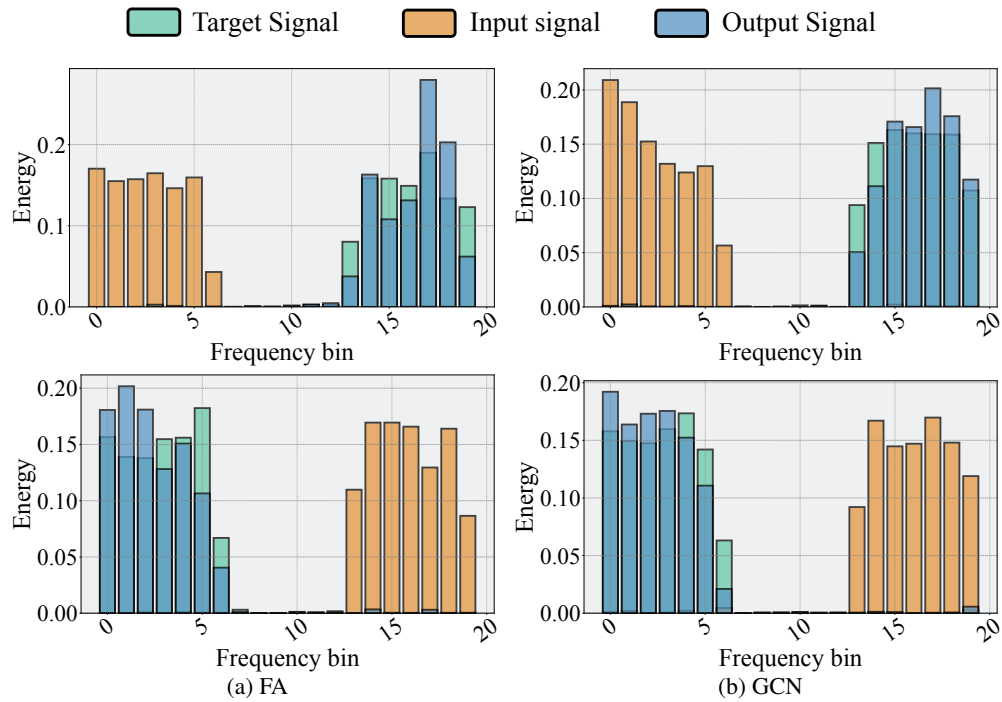 Target Signal Input signal Output Signal
Energy
0.2
0.1
0.0
0 5 10 15 20
Frequency bin
Energy
0.20
0.15
0.10
0.05
0.00
0 5 10 15 20
Frequency bin
Energy
0.20
0.15
0.10
0.05
0.00
0 5 10 15 20
Frequency bin
(a) FA
Energy
0.20
0.15
0.10
0.05
0.00
0 5 10 15 20
Frequency bin
(b) GCN